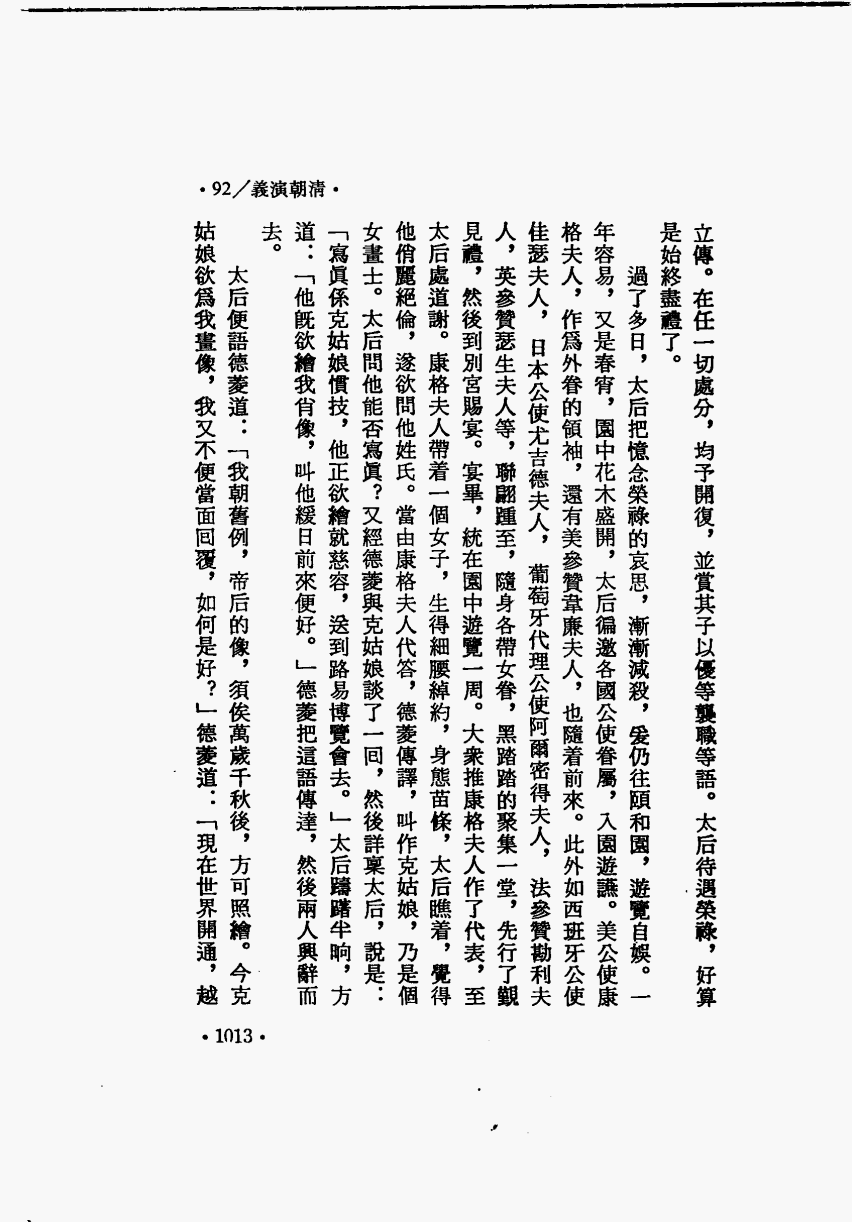 •92/義演朝清•
立傳。在任一切處分，均予開復，並賞其子以優等襲職等語。太后待遇榮祿，好算
是始終盡禮了。
過了多日，太后把憶念榮祿的哀思，漸漸減殺，爰仍往頤和園，遊覽自娛。一
年容易，又是春宵，園中花木盛開，太后徧邀各國公使眷屬，入園遊讌。美公使康
格夫人，作爲外眷的領袖，還有美參贊韋廉夫人，也隨着前來。此外如西班牙公使
佳瑟夫人，日本公使尤吉德夫人，葡萄牙代理公使阿爾密得夫人，法參贊勘利夫
人，英參贊瑟生夫人等，聯翩踵至，隨身各帶女眷，黑踏踏的聚集一堂，先行了覲
見禮，然後到別宮賜宴。宴畢，統在園中遊覽一周。大衆推康格夫人作了代表，至
太后處道謝。康格夫人帶着一個女子，生得細腰綽約，身態苗條，太后瞧着，覺得
他俏麗絕倫，遂欲問他姓氏。當由康格夫人代答，德菱傳譯，叫作克姑娘，乃是個
女畫士。太后問他能否寫眞？又經德菱與克姑娘談了一回，然後詳稟太后，說是：
「寫眞係克姑娘慣技，他正欲繪就慈容，送到路易博覽會去。」太后躊躇半晌，方
道：「他旣欲繪我肖像，叫他緩日前來便好。」德菱把這語傳達，然後兩人興辭而
去。
太后便語德菱道：「我朝舊例，帝后的像，須俟萬歲千秋後，方可照繪。今克
姑娘欲爲我畫像，我又不便當面回覆，如何是好？」德菱道：「現在世界開通，越
•1013•